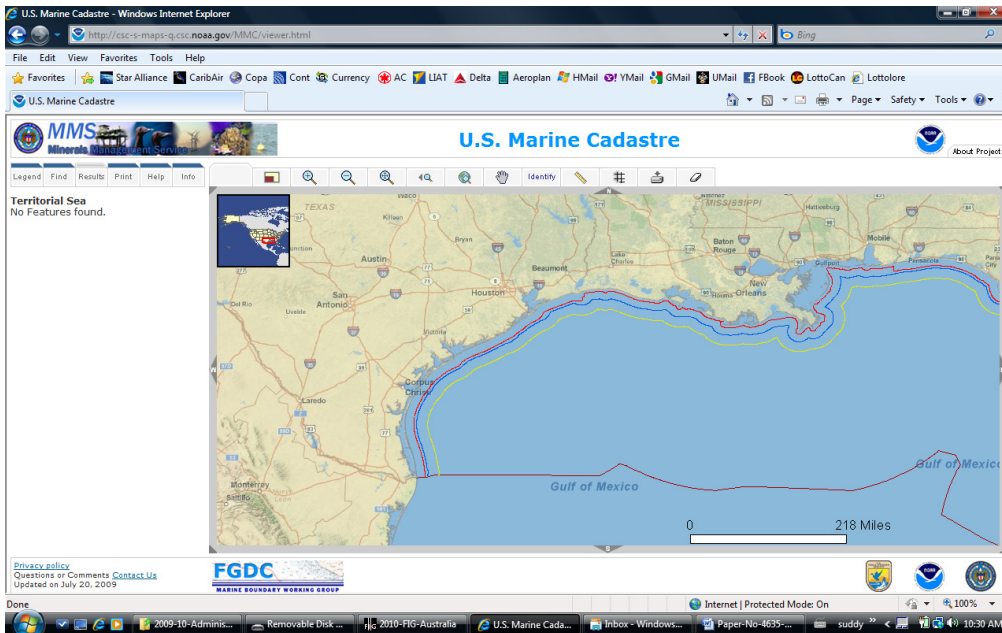 U.S. Marine Cadastre - Windows Internet Explorer
http://csc-s-maps-q.csc.noaa.gov/MMC/viewer.html
Bing
File Edit View Favorites Tools Help
Favorites Star Alliance CaribAir Copa Cont Currency AC LIAT Delta Aeroplan HMail YMail GMail UMail FBook LottoCan Lottolore
U.S. Marine Cadastre
Page Safety Tools
MMS
Minerals Management Service
U.S. Marine Cadastre
About Project
Legend Find Results Print Help Info
Identify
Territorial Sea
No Features found.
N
TEXAS
Waco
MISSISSIPPI
Hattiesburg
Killeen
Bryan
Austin
Beaumont
Lake Charles
Baton Rouge
Gulfport
Mobile
Pensacola
Houston
Houma
New Orleans
Del Rio
San Antonio
Uvalde
Victoria
Corpus Christi
Laredo
Monterrey
Saltillo
Gulf of Mexico
Gulf of Mexico
0 218 Miles
S
Privacy policy
Questions or Comments Contact Us
Updated on July 20, 2009
FGDC
MARINE BOUNDARY WORKING GROUP
Done
Internet | Protected Mode: On
100%
2009-10-Adminis...
Removable Disk ...
2010-FIG-Australia
U.S. Marine Cada...
Inbox - Windows...
Paper-No-4635-...
suddy
10:30 AM